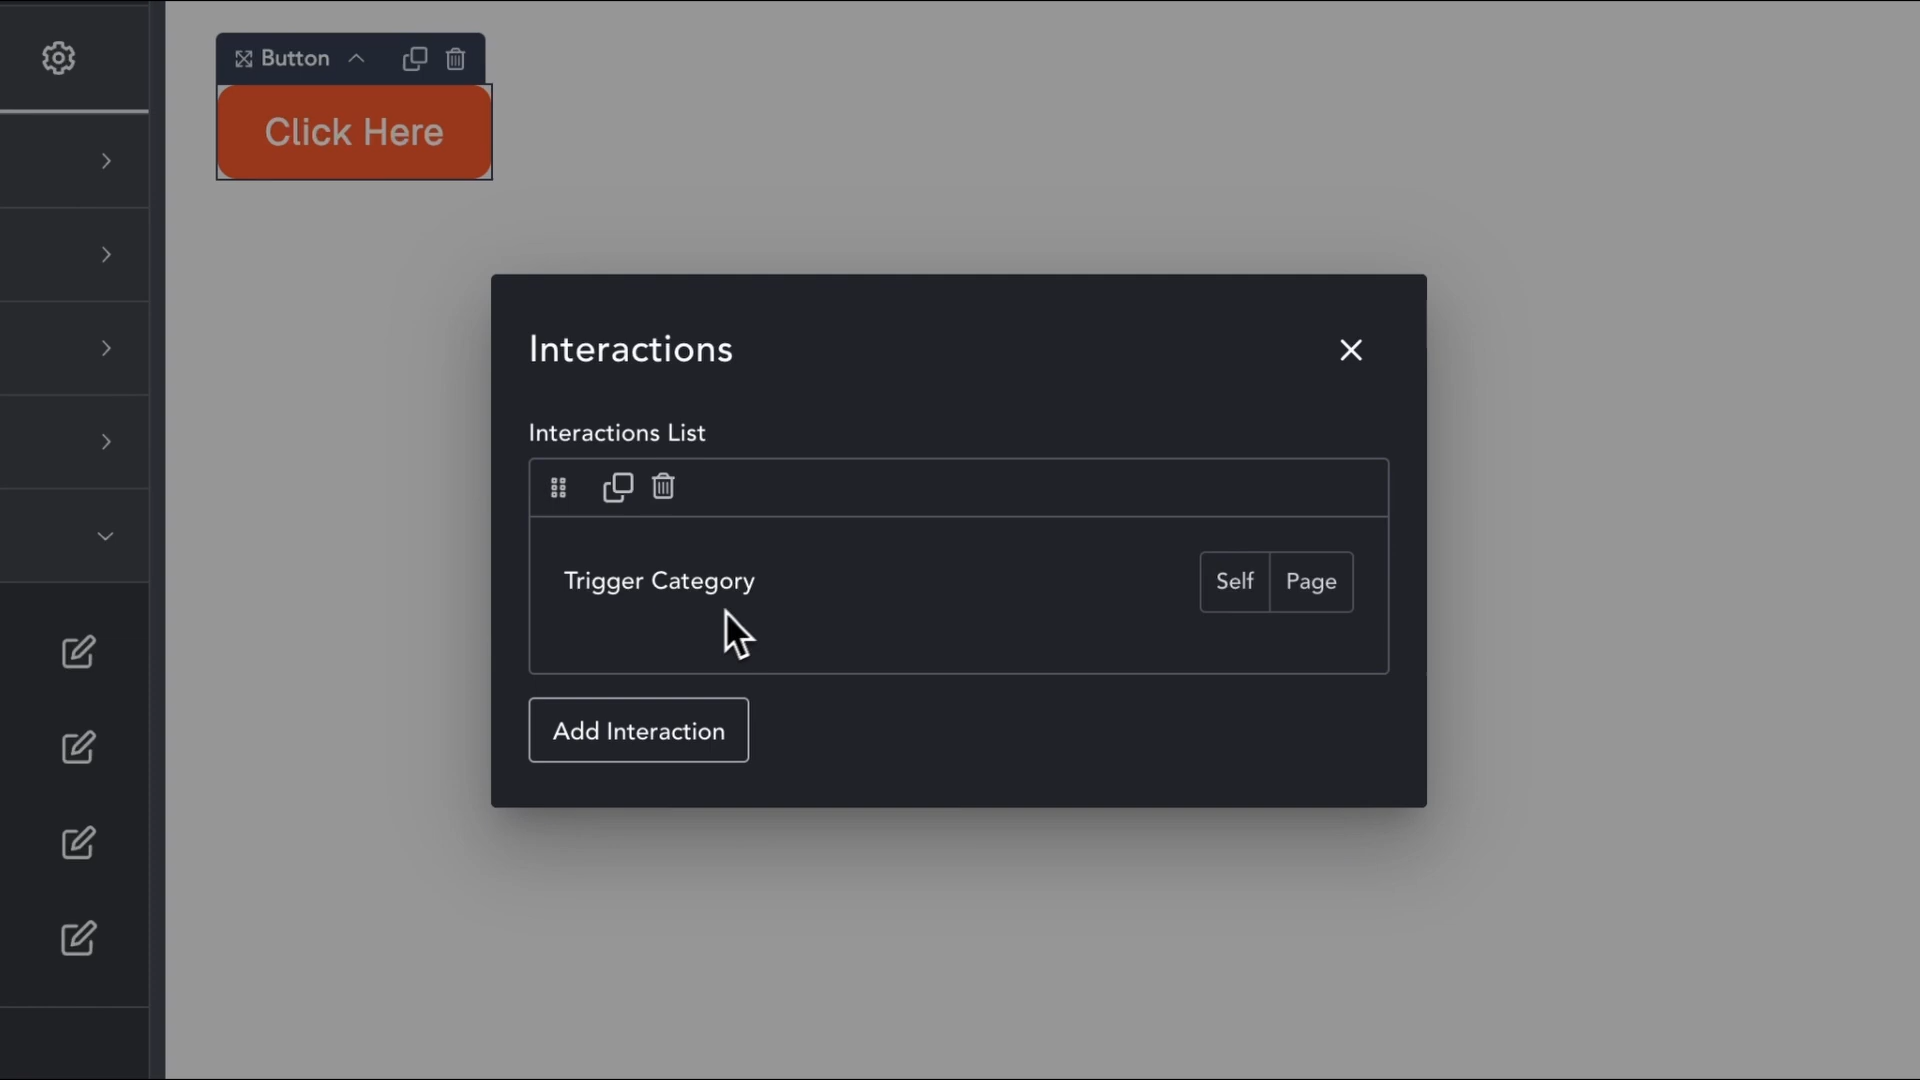 Button
Click Here
Interactions
Interactions List
Trigger Category
Self
Page
Add Interaction